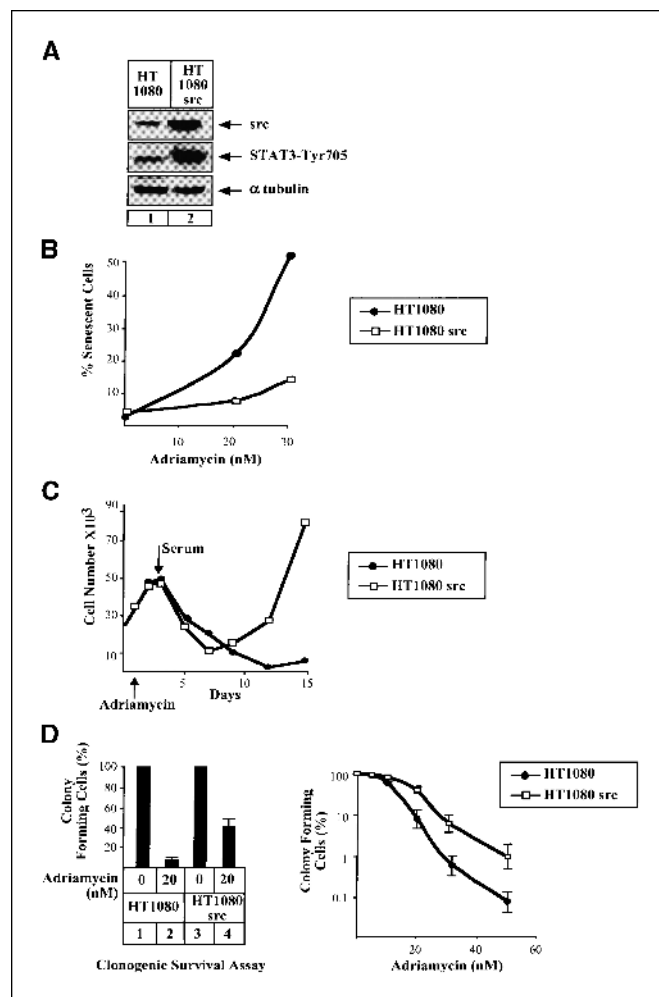 A
HT 1080
HT 1080 src
src
STAT3-Tyr705
α tubulin
1 2
B
% Senescent Cells
50
40
30
20
10
10 20 30
Adriamycin (nM)
HT1080
HT1080 src
C
Cell Number X10³
90
70
50
30
10
Serum
5 10 15
Days
Adriamycin
HT1080
HT1080 src
D
Colony Forming Cells (%)
100
80
60
40
20
Adriamycin (nM) 0 20 0 20
HT1080 HT1080 src
1 2 3 4
Clonogenic Survival Assay
Colony Forming Cells (%)
100
10
1
0.1
20 40 60
Adriamycin (nM)
HT1080
HT1080 src